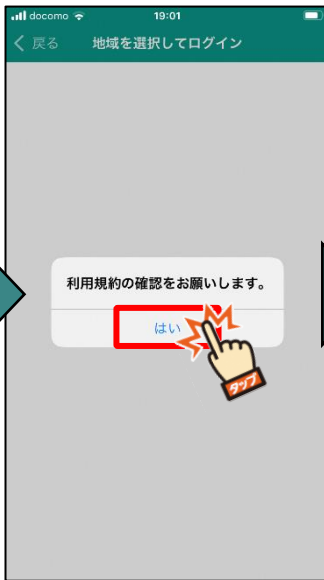 docomo 19:01
戻る 地域を選択してログイン
利用規約の確認をお願いします。
はい
タップ